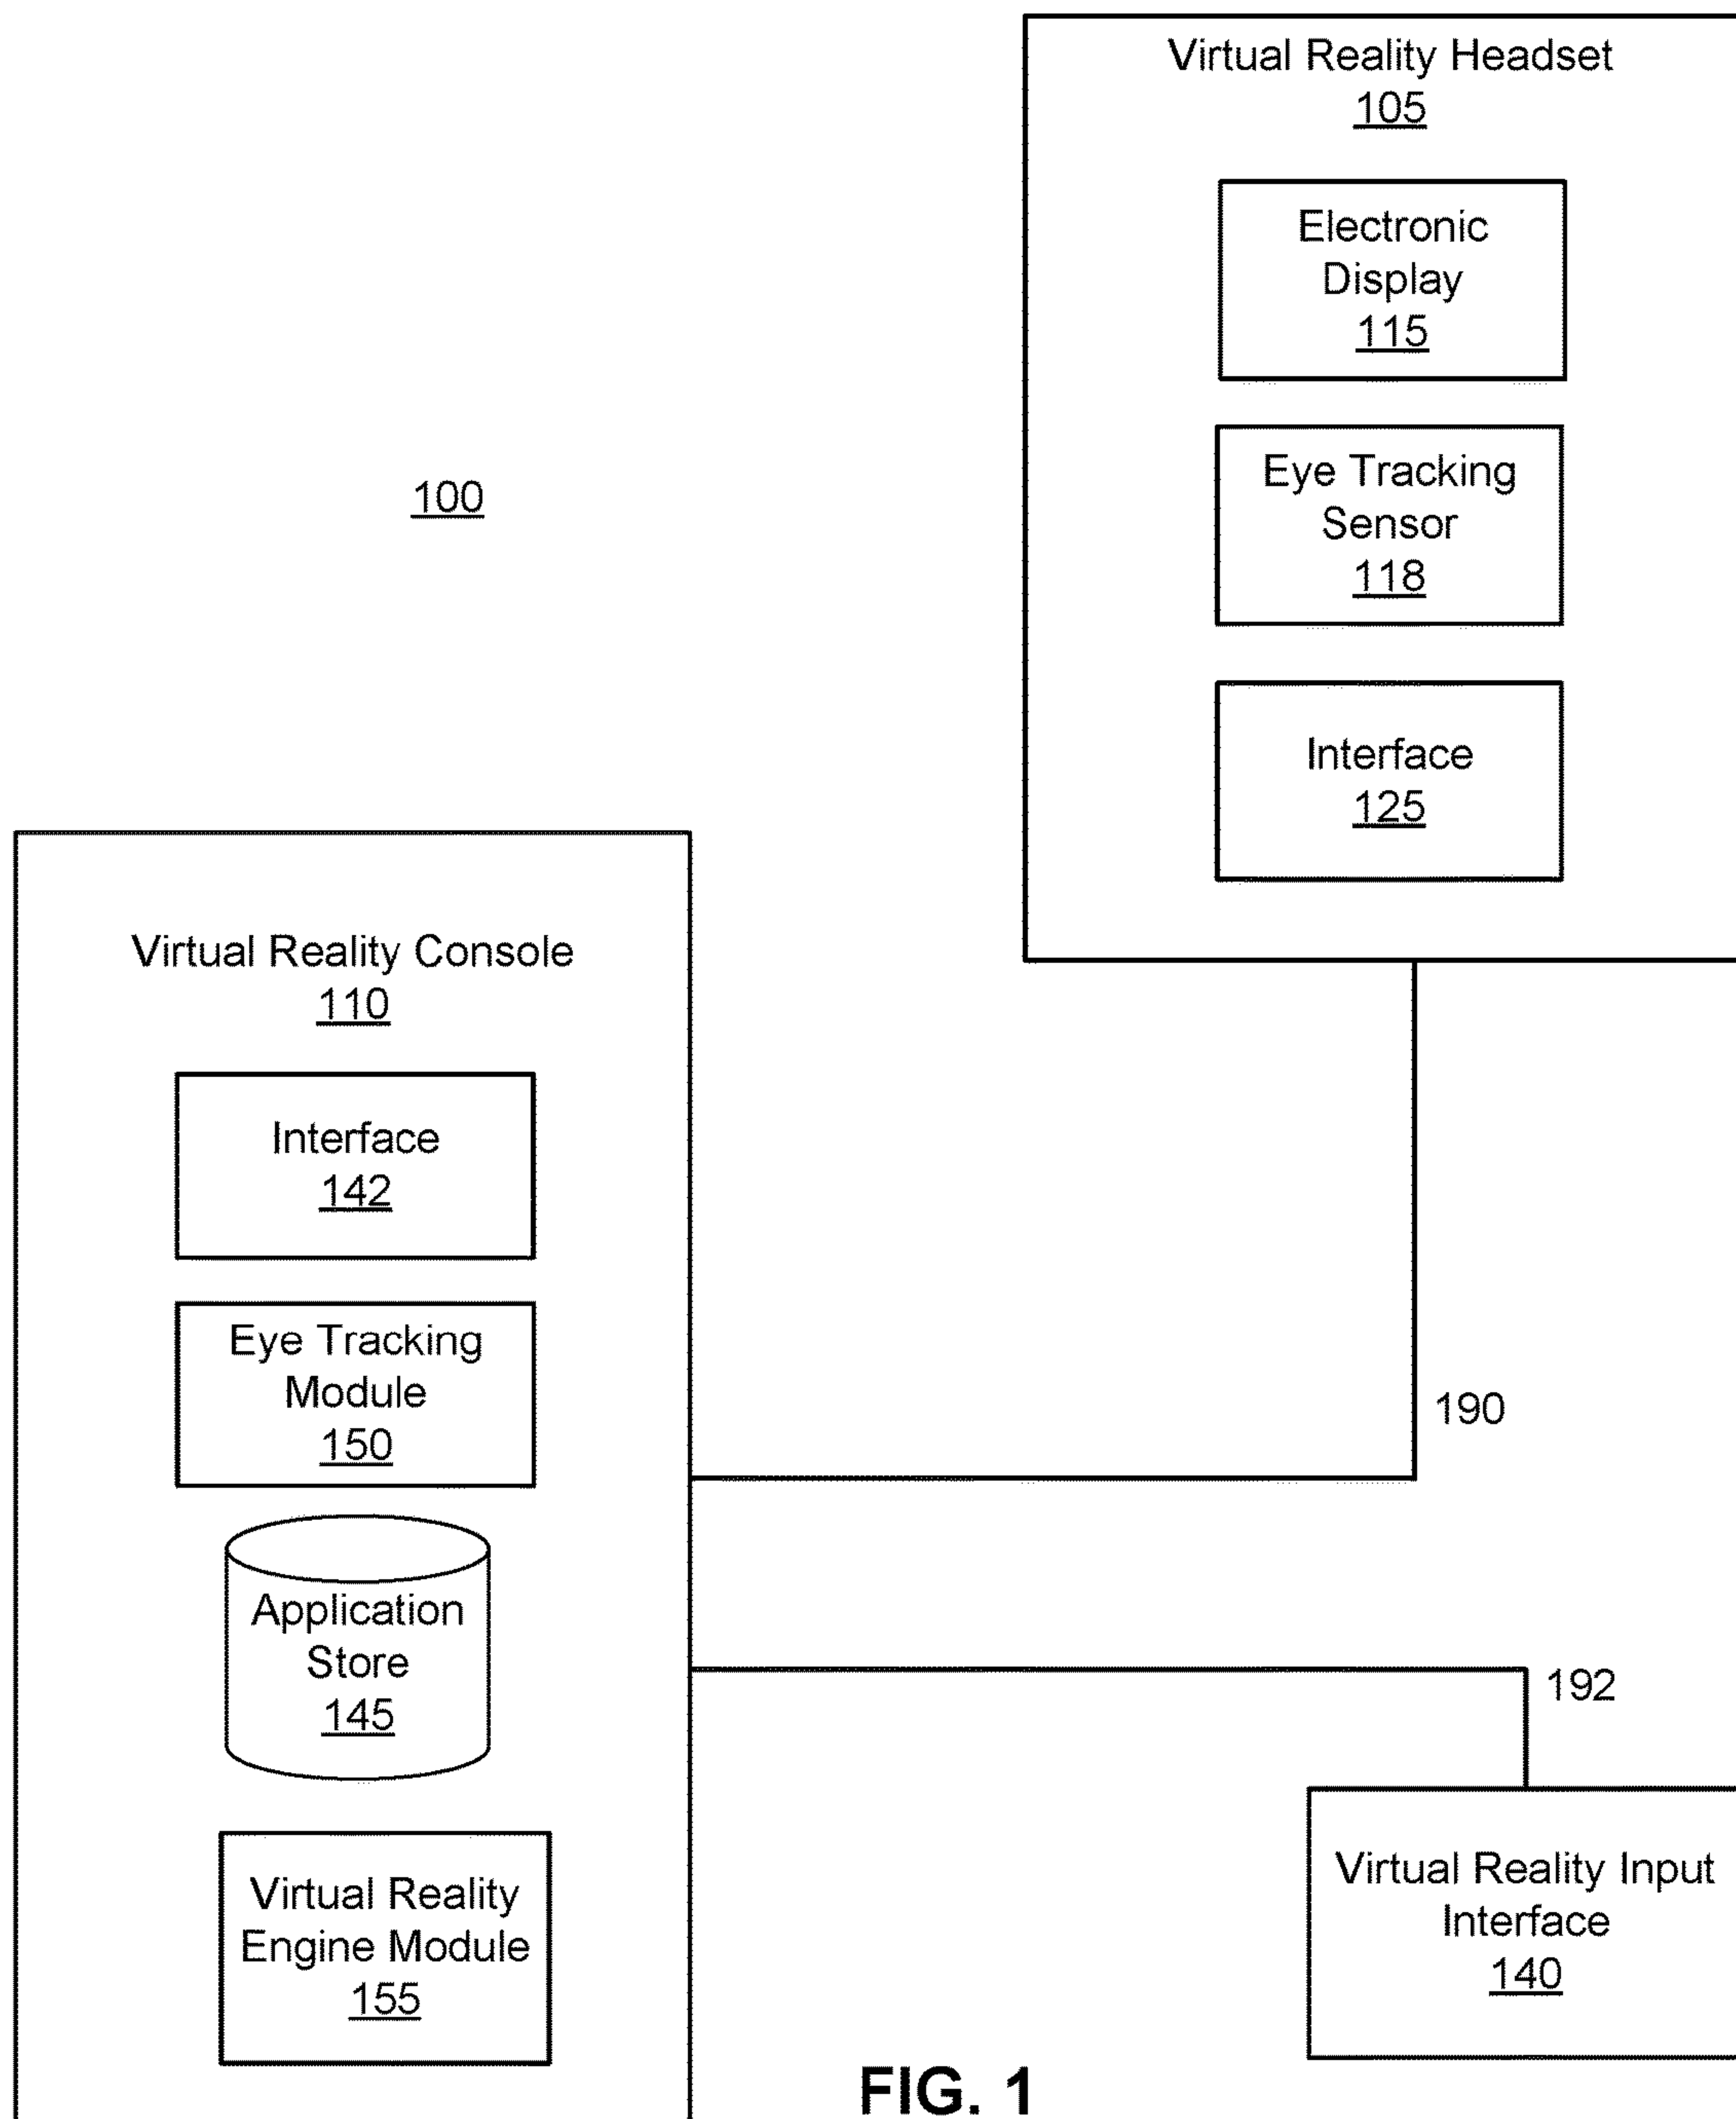 Virtual Reality Headset
105
Electronic
Display
115
Eye Tracking
Sensor
118
Interface
125
100
Virtual Reality Console
110
Interface
142
Eye Tracking
Module
150
Application
Store
145
Virtual Reality
Engine Module
155
190
192
Virtual Reality Input
Interface
140
FIG. 1